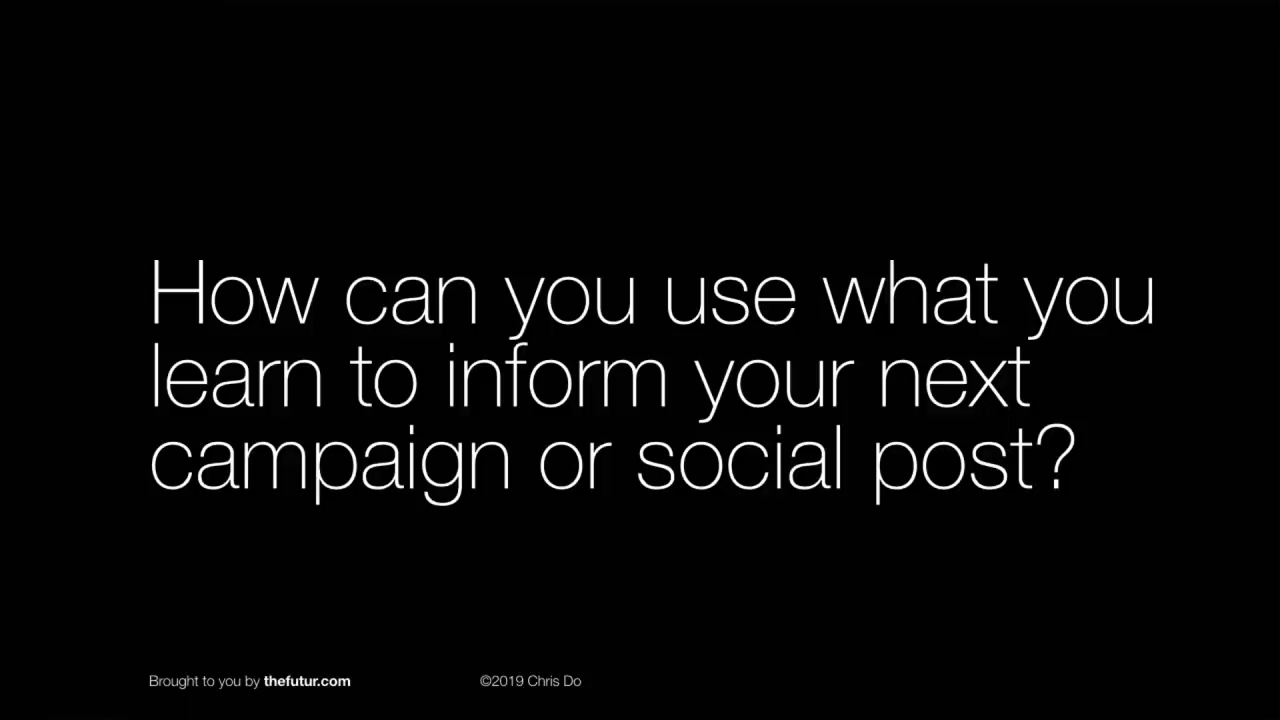 How can you use what you
learn to inform your next
campaign or social post?
Brought to you by thefutur.com ©2019 Chris Do